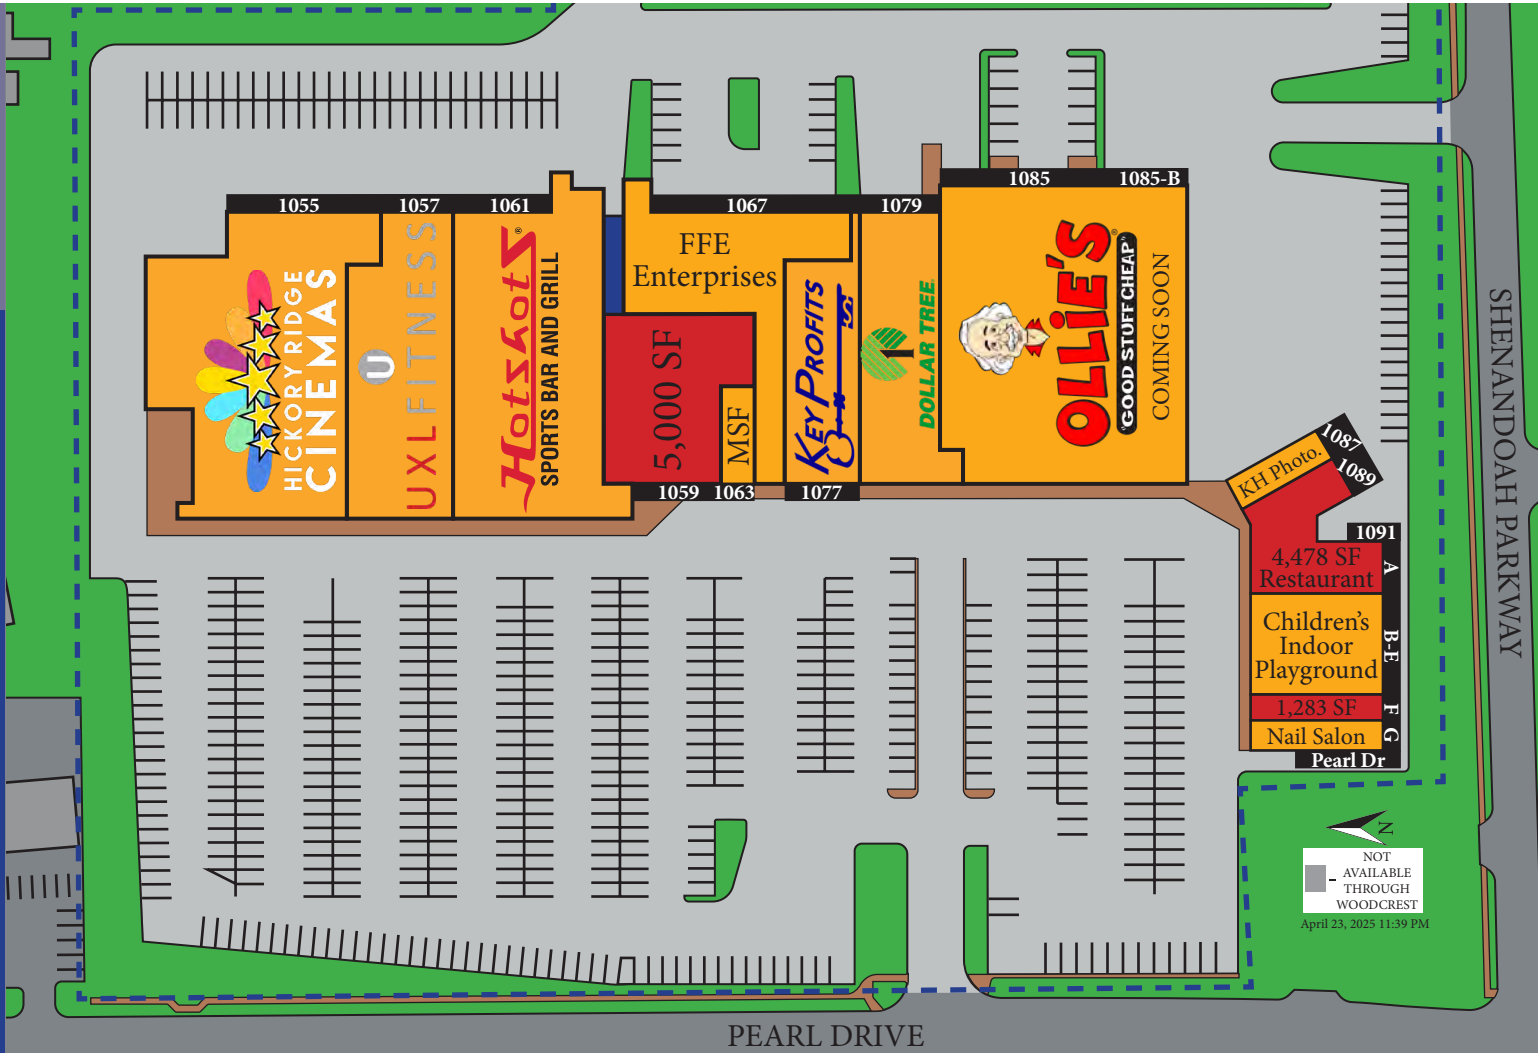 1055
1057
1061
1067
1079
1085
1085-B
HICKORY RIDGE
CINEMAS
U
UXLFITNESS
HotShotS®
SPORTS BAR AND GRILL
FFE
Enterprises
5,000 SF
MSF
KEY PROFITS
1
DOLLAR TREE
OLLIE'S®
"GOOD STUFF CHEAP"
COMING SOON
1059
1063
1077
KH Photo.
1087
1089
1091
4,478 SF
Restaurant
A
Children's
Indoor
Playground
B-E
1,283 SF
F
Nail Salon
G
Pearl Dr
SHENANDOAH PARKWAY
N
NOT
AVAILABLE
THROUGH
WOODCREST
April 23, 2025 11:39 PM
PEARL DRIVE